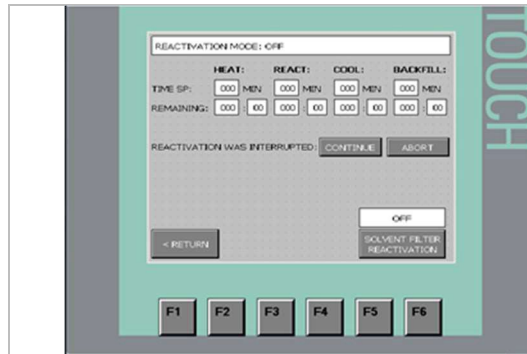 REACTIVATION MODE: OFF
HEAT: REACT: COOL: BACKFILL:
TIME SP: 000 MIN 000 MIN 000 MIN 000 MIN
REMAINING: 000 : 00 000 : 00 000 : 00 000 : 00
REACTIVATION WAS INTERRUPTED: CONTINUE ABORT
OFF
< RETURN
SOLVENT FILTER
REACTIVATION
F1 F2 F3 F4 F5 F6
TOUCH